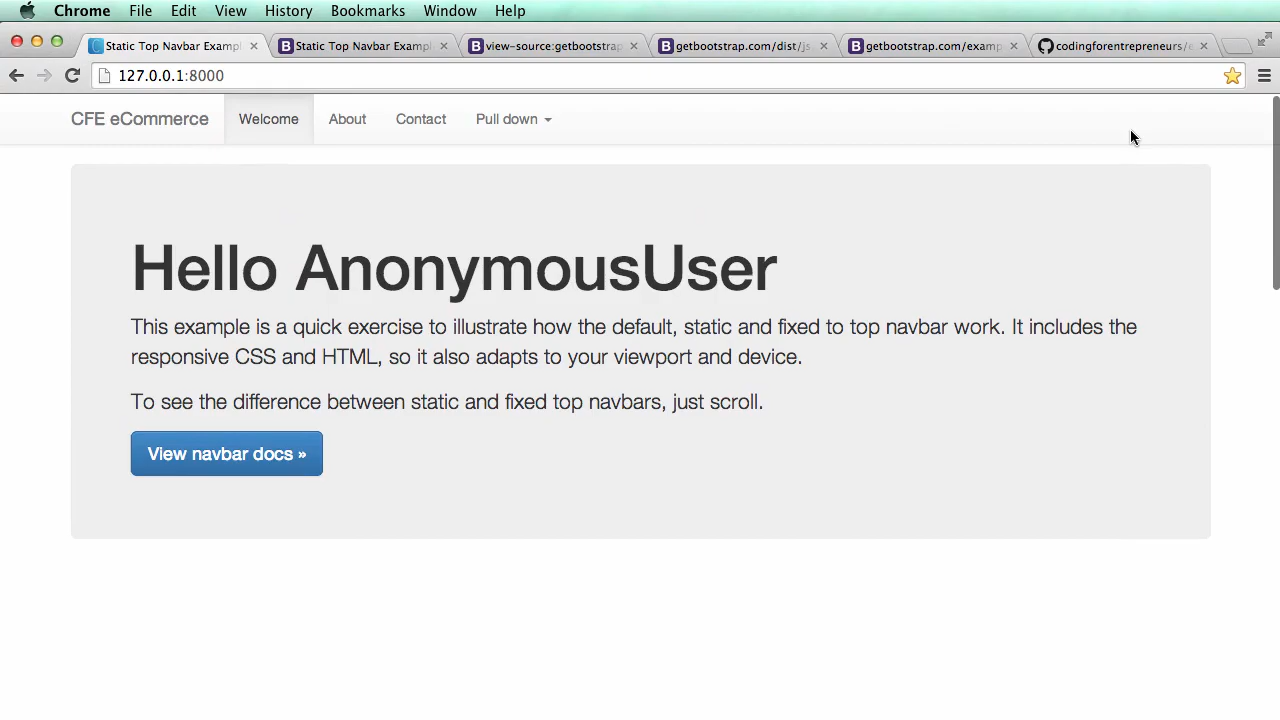 Chrome File Edit View History Bookmarks Window Help
Static Top Navbar Exampl Static Top Navbar Exampl view-source:getbootstrap getbootstrap.com/dist/js getbootstrap.com/examp codingforentrepreneurs/e
127.0.0.1:8000
CFE eCommerce Welcome About Contact Pull down
Hello AnonymousUser
This example is a quick exercise to illustrate how the default, static and fixed to top navbar work. It includes the
responsive CSS and HTML, so it also adapts to your viewport and device.
To see the difference between static and fixed top navbars, just scroll.
View navbar docs »